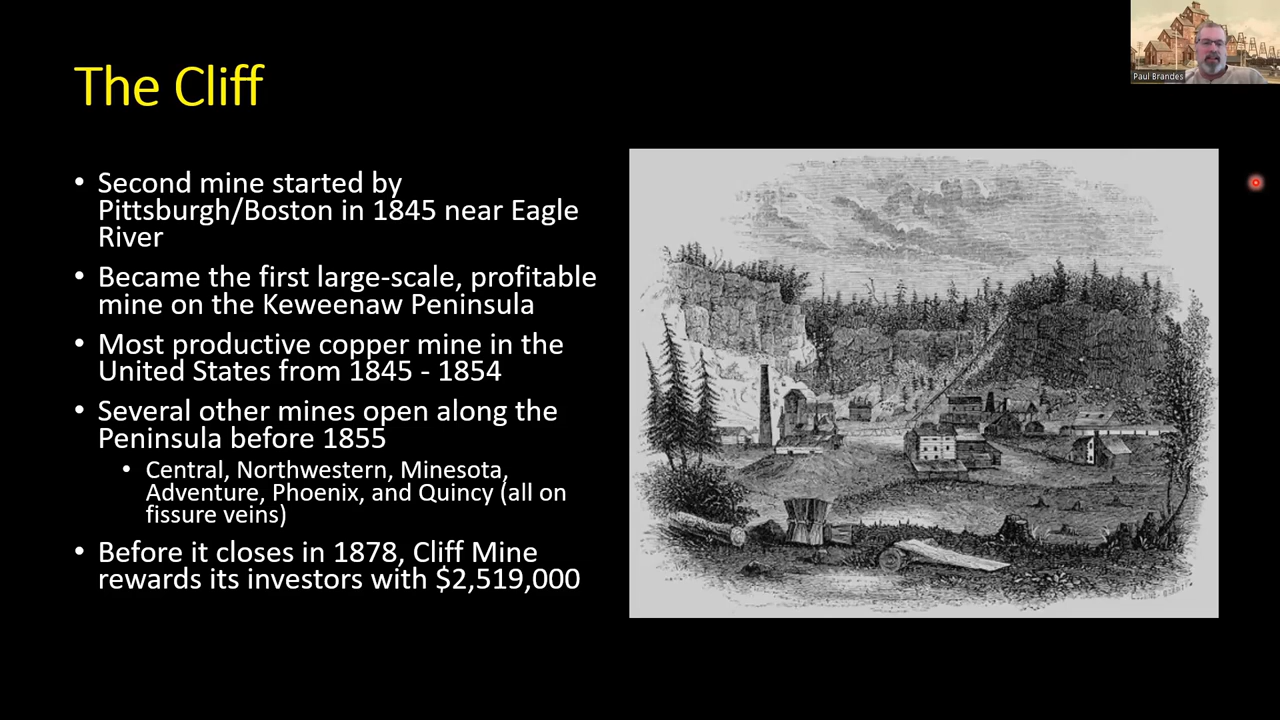 The Cliff
Paul Brandes
• Second mine started by
Pittsburgh/Boston in 1845 near Eagle
River
• Became the first large-scale, profitable
mine on the Keweenaw Peninsula
• Most productive copper mine in the
United States from 1845 - 1854
• Several other mines open along the
Peninsula before 1855
• Central, Northwestern, Minesota,
Adventure, Phoenix, and Quincy (all on
fissure veins)
• Before it closes in 1878, Cliff Mine
rewards its investors with $2,519,000